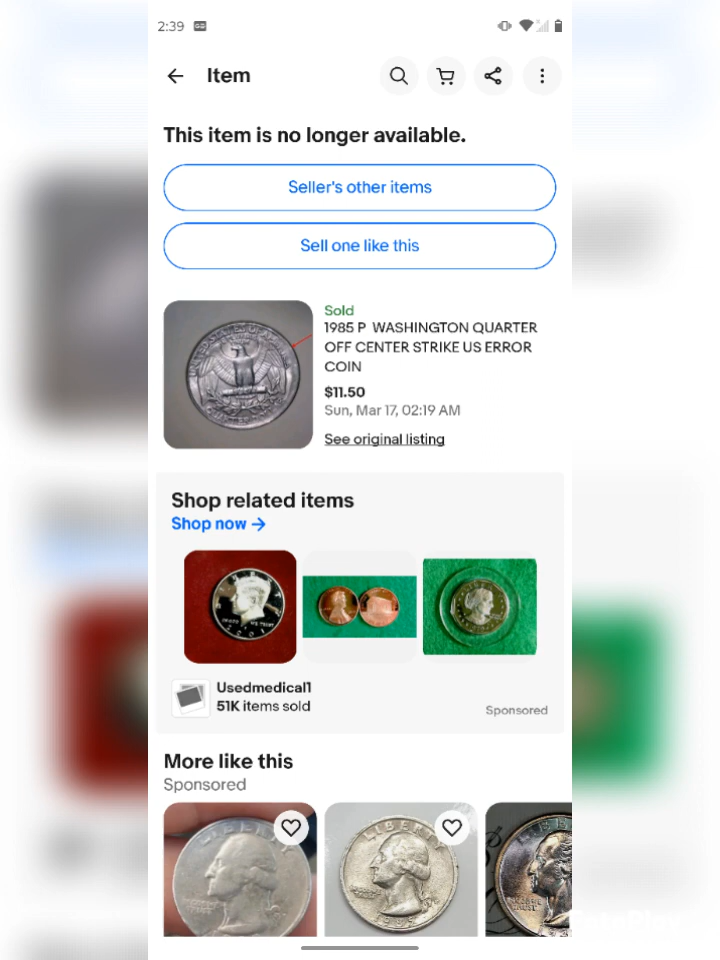 2:39
Item
This item is no longer available.
Seller's other items
Sell one like this
Sold
1985 P WASHINGTON QUARTER
OFF CENTER STRIKE US ERROR
COIN
$11.50
Sun, Mar 17, 02:19 AM
See original listing
Shop related items
Shop now →
Usedmedical1
51K items sold
Sponsored
More like this
Sponsored
LIBERTY
LIBERTY